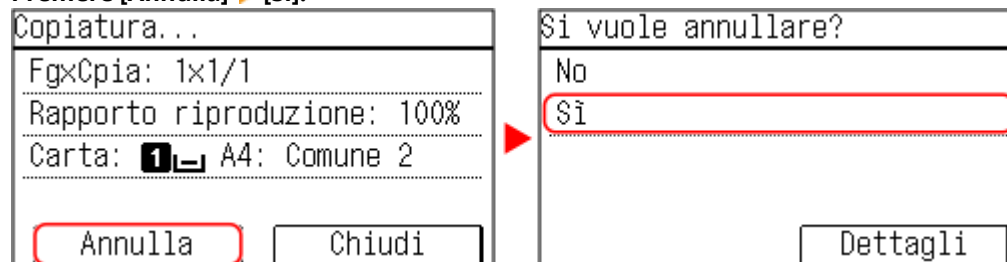 Premere [Annulla] [Sì].
Copiatura...
FgxCpia: 1x1/1
Rapporto riproduzione: 100%
Carta: 1 A4: Comune 2
Annulla
Chiudi
Si vuole annullare?
No
Sì
Dettagli